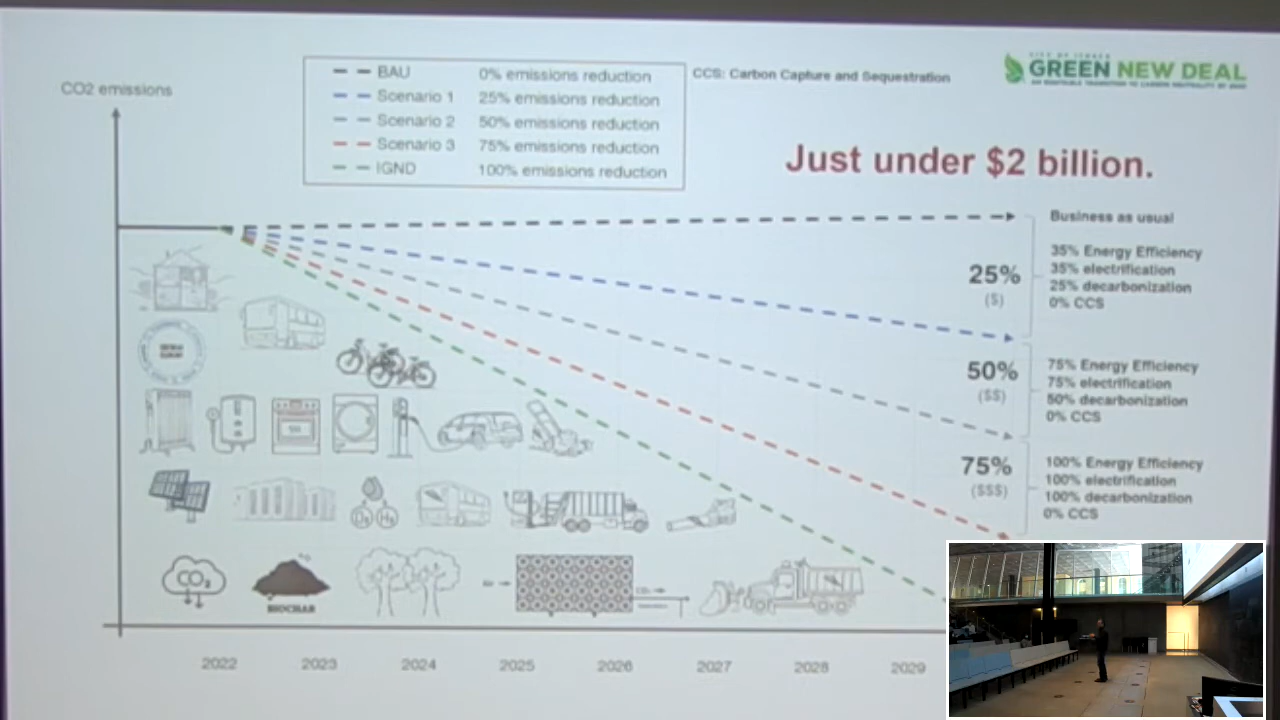 CO2 emissions
BAU 0% emissions reduction
Scenario 1 25% emissions reduction
Scenario 2 50% emissions reduction
Scenario 3 75% emissions reduction
IGND 100% emissions reduction
CCS: Carbon Capture and Sequestration
GREEN NEW DEAL
Just under $2 billion.
Business as usual
25%
($)
35% Energy Efficiency
35% electrification
25% decarbonization
0% CCS
50%
($$)
75% Energy Efficiency
75% electrification
50% decarbonization
0% CCS
75%
($$$)
100% Energy Efficiency
100% electrification
100% decarbonization
0% CCS
CO2
BIOCHAR
2022 2023 2024 2025 2026 2027 2028 2029